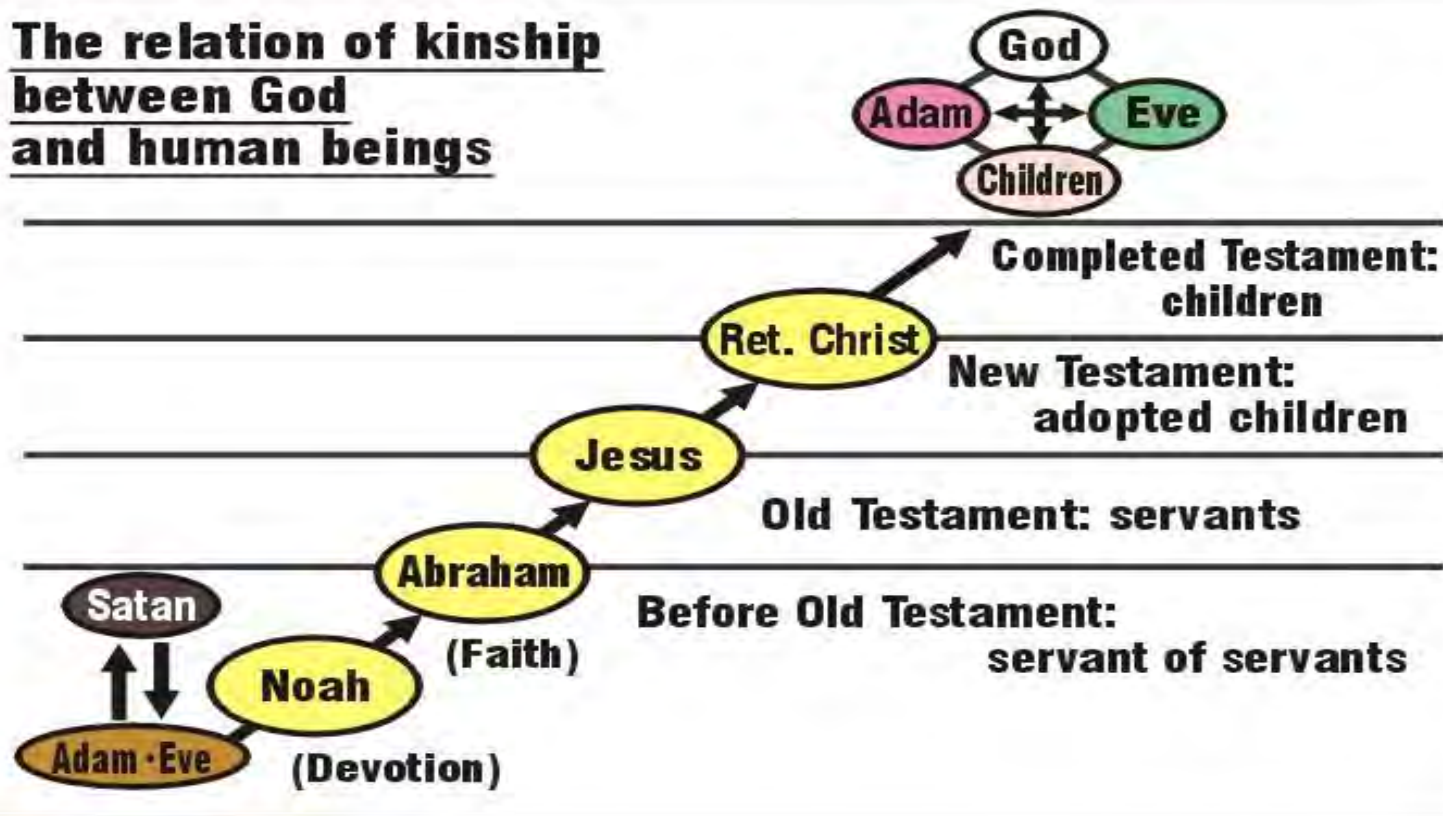 The relation of kinship
between God
and human beings
God
Adam
Eve
Children
Completed Testament:
children
Ret. Christ
New Testament:
adopted children
Jesus
Old Testament: servants
Abraham
(Faith)
Before Old Testament:
servant of servants
Satan
Noah
Adam·Eve
(Devotion)